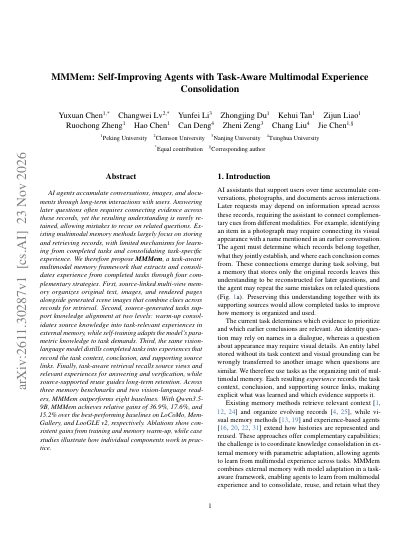 MMMem: Self-Improving Agents with Task-Aware Multimodal Experience
Consolidation
Yuxuan Chen1,* Changwei Lv2,* Yunfei Li3 Zhongjing Du1 Kehui Tan1 Zijun Liao1
Ruochong Zheng1 Hao Chen1 Can Deng4 Zheni Zeng3 Chang Liu4 Jie Chen1,§
1Peking University 2Clemson University 3Nanjing University 4Tsinghua University
*Equal contribution §Corresponding author
arXiv:2611.30287v1 [cs.AI] 23 Nov 2026
Abstract
AI agents accumulate conversations, images, and docu-
ments through long-term interactions with users. Answering
later questions often requires connecting evidence across
these records, yet the resulting understanding is rarely re-
tained, allowing mistakes to recur on related questions. Ex-
isting multimodal memory methods largely focus on storing
and retrieving records, with limited mechanisms for learn-
ing from completed tasks and consolidating task-specific
experience. We therefore propose MMMem, a task-aware
multimodal memory framework that extracts and consoli-
dates experience from completed tasks through four com-
plementary strategies. First, source-linked multi-view mem-
ory organizes original text, images, and rendered pages
alongside generated scene images that combine clues across
records for retrieval. Second, source-generated tasks sup-
port knowledge alignment at two levels: warm-up consoli-
dates source knowledge into task-relevant experiences in
external memory, while self-training adapts the model's para-
metric knowledge to task demands. Third, the same vision-
language model distills completed tasks into experiences that
record the task context, conclusion, and supporting source
links. Finally, task-aware retrieval recalls source views and
relevant experiences for answering and verification, while
source-supported reuse guides long-term retention. Across
three memory benchmarks and two vision-language read-
ers, MMMem outperforms eight baselines. With Qwen3.5-
9B, MMMem achieves relative gains of 36.9%, 17.6%, and
15.2% over the best-performing baselines on LoCoMo, Mem-
Gallery, and LooGLE v2, respectively. Ablations show con-
sistent gains from training and memory warm-up, while case
studies illustrate how individual components work in prac-
tice.
1. Introduction
AI assistants that support users over time accumulate con-
versations, photographs, and documents across interactions.
Later requests may depend on information spread across
these records, requiring the assistant to connect complemen-
tary cues from different modalities. For example, identifying
an item in a photograph may require connecting its visual
appearance with a name mentioned in an earlier conversation.
The agent must determine which records belong together,
what they jointly establish, and where each conclusion comes
from. These connections emerge during task solving, but
a memory that stores only the original records leaves this
understanding to be reconstructed for later questions, and
the agent may repeat the same mistakes on related questions
(Fig. 1a). Preserving this understanding together with its
supporting sources would allow completed tasks to improve
how memory is organized and used.
The current task determines which evidence to prioritize
and which earlier conclusions are relevant. An identity ques-
tion may rely on names in a dialogue, whereas a question
about appearance may require visual details. An entity label
stored without its task context and visual grounding can be
wrongly transferred to another image when questions are
similar. We therefore use tasks as the organizing unit of mul-
timodal memory. Each resulting experience records the task
context, conclusion, and supporting source links, making
explicit what was learned and which evidence supports it.
Existing memory methods retrieve relevant context [1,
12, 24] and organize evolving records [4, 25], while vi-
sual memory methods [13, 19] and experience-based agents
[16, 20, 22, 31] extend how histories are represented and
reused. These approaches offer complementary capabilities;
the challenge is to coordinate knowledge consolidation in ex-
ternal memory with parametric adaptation, allowing agents
to learn from multimodal experience across tasks. MMMem
combines external memory with model adaptation in a task-
aware framework, enabling agents to learn from multimodal
experience and to consolidate, reuse, and retain what they
1